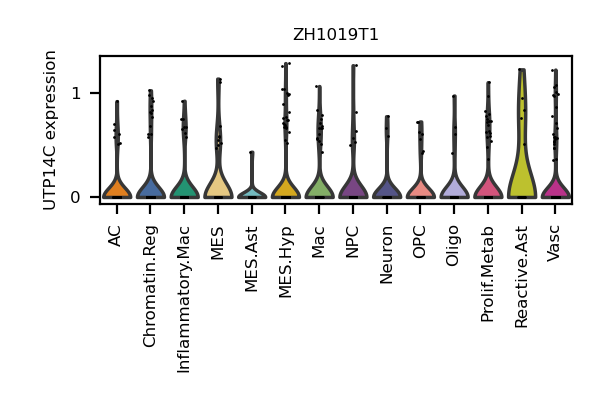 ZH1019T1
UTP14C expression
1
0
AC
Chromatin.Reg
Inflammatory.Mac
MES
MES.Ast
MES.Hyp
Mac
NPC
Neuron
OPC
Oligo
Prolif.Metab
Reactive.Ast
Vasc